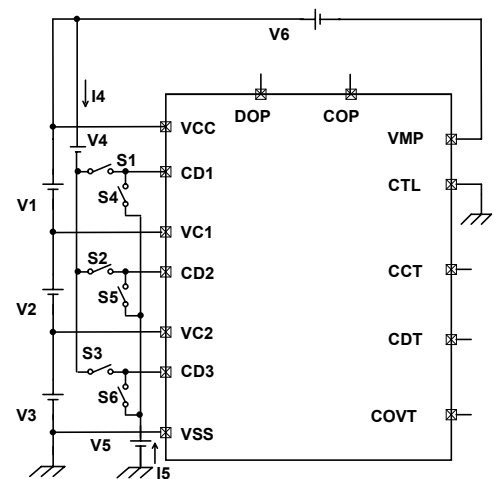 V6
I4
DOP
COP
VCC
VMP
V4
S1
CD1
CTL
S4
V1
VC1
S2
CD2
CCT
S5
V2
VC2
CDT
S3
CD3
S6
V3
COVT
VSS
V5
I5